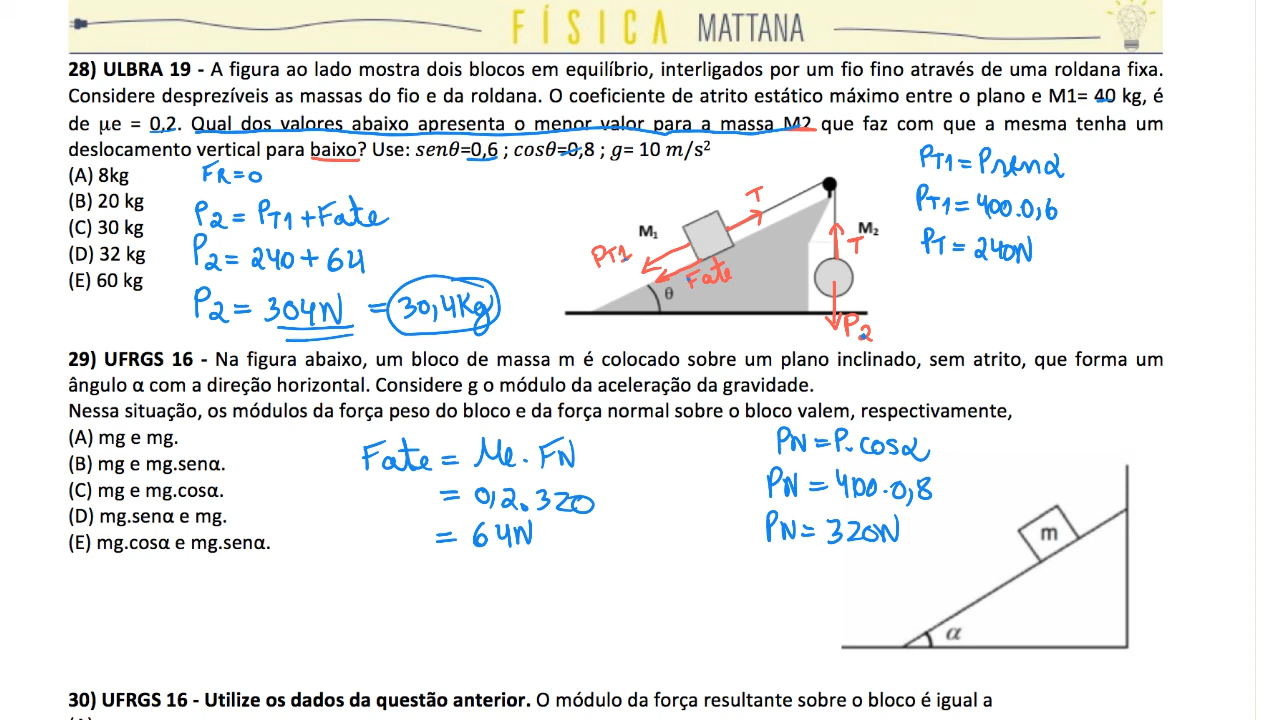 FÍSICA MATTANA
28) ULBRA 19 - A figura ao lado mostra dois blocos em equilíbrio, interligados por um fio fino através de uma roldana fixa.
Considere desprezíveis as massas do fio e da roldana. O coeficiente de atrito estático máximo entre o plano e M1= 40 kg, é
de μe = 0,2. Qual dos valores abaixo apresenta o menor valor para a massa M2 que faz com que a mesma tenha um
deslocamento vertical para baixo? Use: senθ=0,6 ; cosθ=0,8 ; g= 10 m/s²
(A) 8kg
(B) 20 kg
(C) 30 kg
(D) 32 kg
(E) 60 kg
FR=0
P2 = PT1 + Fate
P2 = 240 + 64
P2 = 304N = 30,4Kg
M₁
T
PT1
Fate
θ
M₂
T
P2
PT1 = Psenα
PT1 = 400.0,6
PT = 240N
29) UFRGS 16 - Na figura abaixo, um bloco de massa m é colocado sobre um plano inclinado, sem atrito, que forma um
ângulo α com a direção horizontal. Considere g o módulo da aceleração da gravidade.
Nessa situação, os módulos da força peso do bloco e da força normal sobre o bloco valem, respectivamente,
(A) mg e mg.
(B) mg e mg.senα.
(C) mg e mg.cosα.
(D) mg.senα e mg.
(E) mg.cosα e mg.senα.
Fate = μe . FN
= 0,2.320
= 64N
PN = P.cosα
PN = 400.0,8
PN = 320N
m
α
30) UFRGS 16 - Utilize os dados da questão anterior. O módulo da força resultante sobre o bloco é igual a